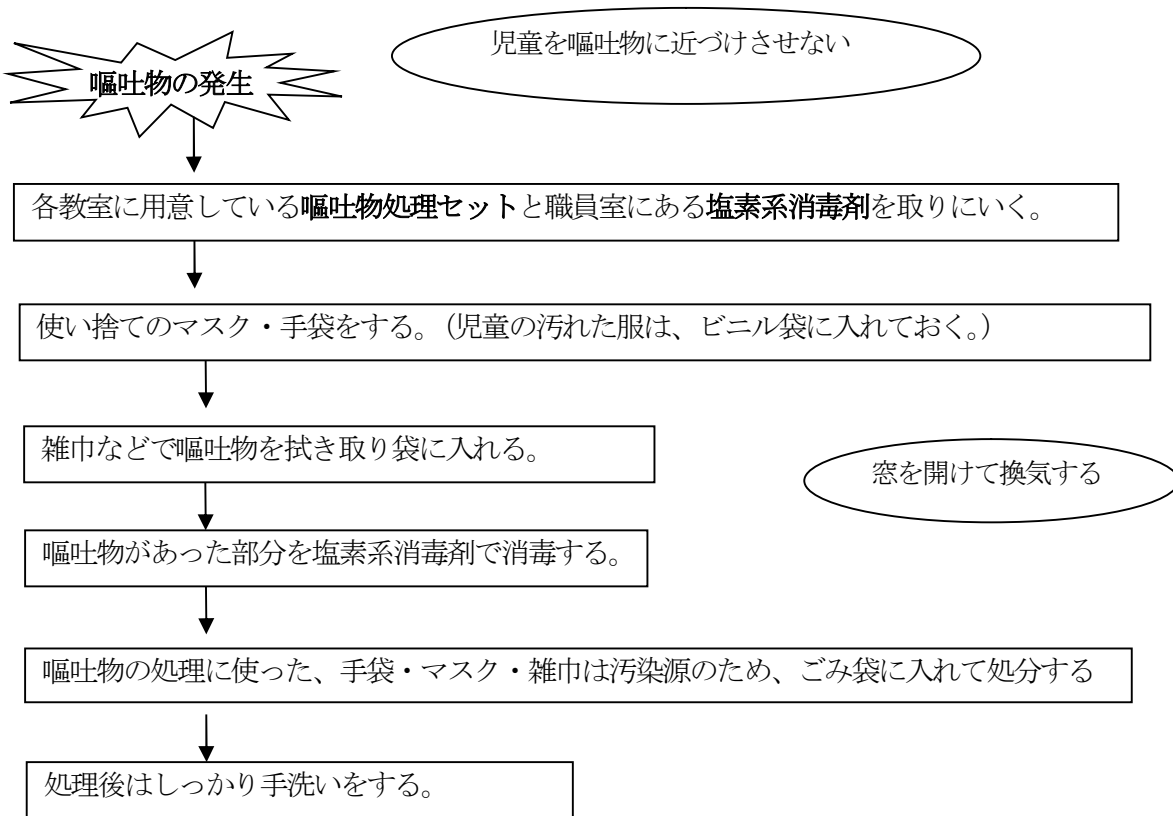 児童を嘔吐物に近づけさせない
嘔吐物の発生
各教室に用意している嘔吐物処理セットと職員室にある塩素系消毒剤を取りにいく。
使い捨てのマスク・手袋をする。(児童の汚れた服は、ビニル袋に入れておく。)
雑巾などで嘔吐物を拭き取り袋に入れる。
窓を開けて換気する
嘔吐物があった部分を塩素系消毒剤で消毒する。
嘔吐物の処理に使った、手袋・マスク・雑巾は汚染源のため、ごみ袋に入れて処分する
処理後はしっかり手洗いをする。